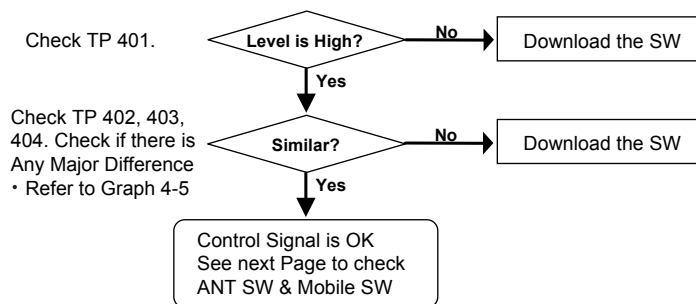 Check TP 401.
Level is High?
No
Download the SW
Yes
Check TP 402, 403,
404. Check if there is
Any Major Difference
・Refer to Graph 4-5
Similar?
No
Download the SW
Yes
Control Signal is OK
See next Page to check
ANT SW & Mobile SW